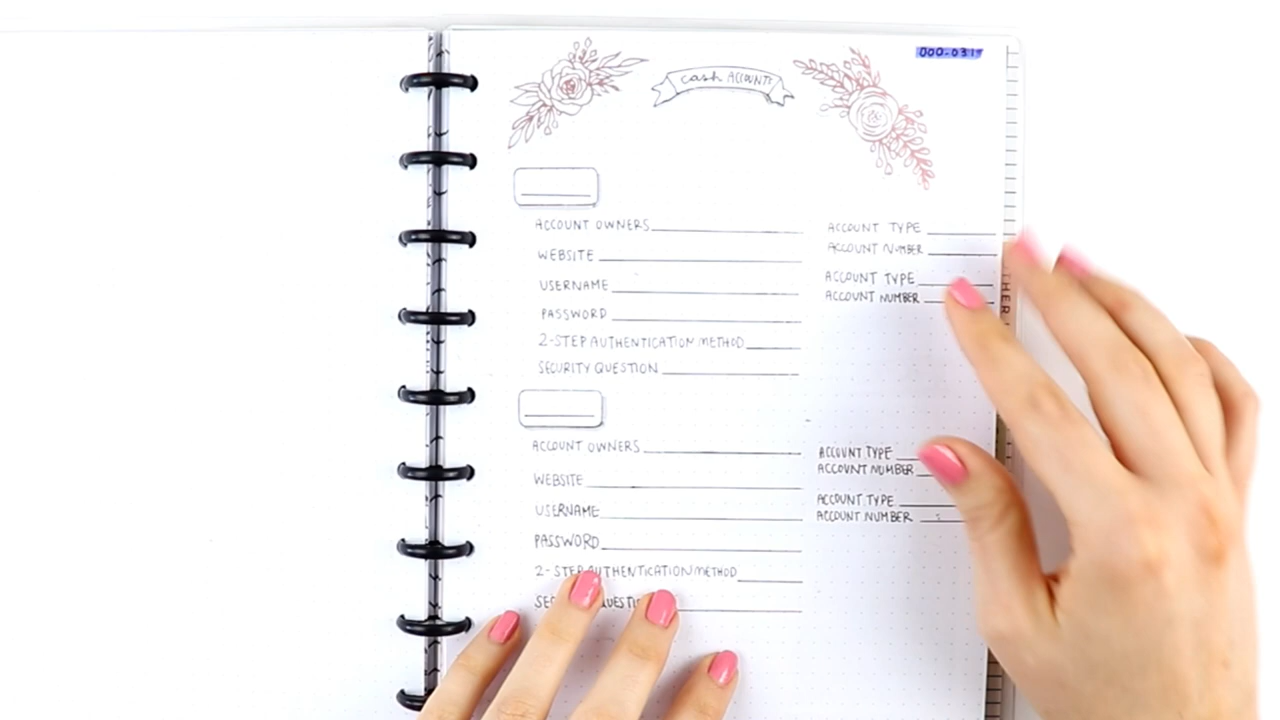 000-031
cash ACCOUNTS
ACCOUNT OWNERS
WEBSITE
USERNAME
PASSWORD
2-STEP AUTHENTICATION METHOD
SECURITY QUESTION
ACCOUNT TYPE
ACCOUNT NUMBER
ACCOUNT TYPE
ACCOUNT NUMBER
ACCOUNT OWNERS
WEBSITE
USERNAME
PASSWORD
2-STEP AUTHENTICATION METHOD
ACCOUNT TYPE
ACCOUNT NUMBER
ACCOUNT TYPE
ACCOUNT NUMBER